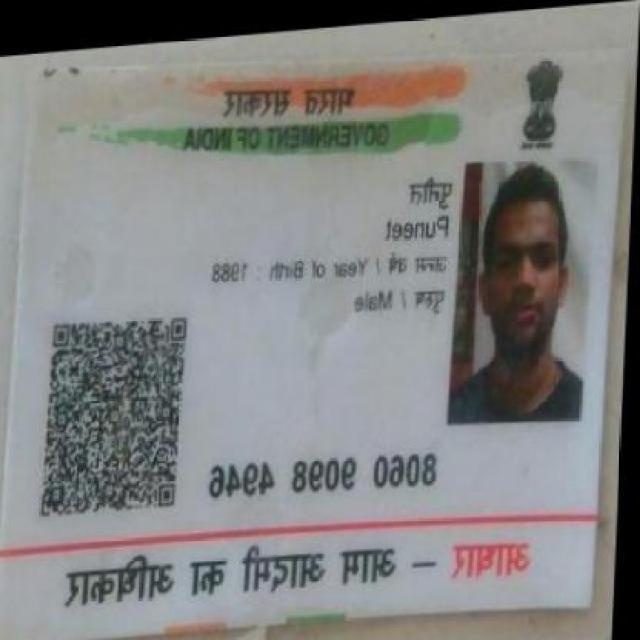 भारत सरकार
GOVERNMENT OF INDIA
पुनीत
Puneet
जन्म वर्ष / Year of Birth : 1988
पुरुष / Male
8060 9098 4946
आधार — आम आदमी का अधिकार